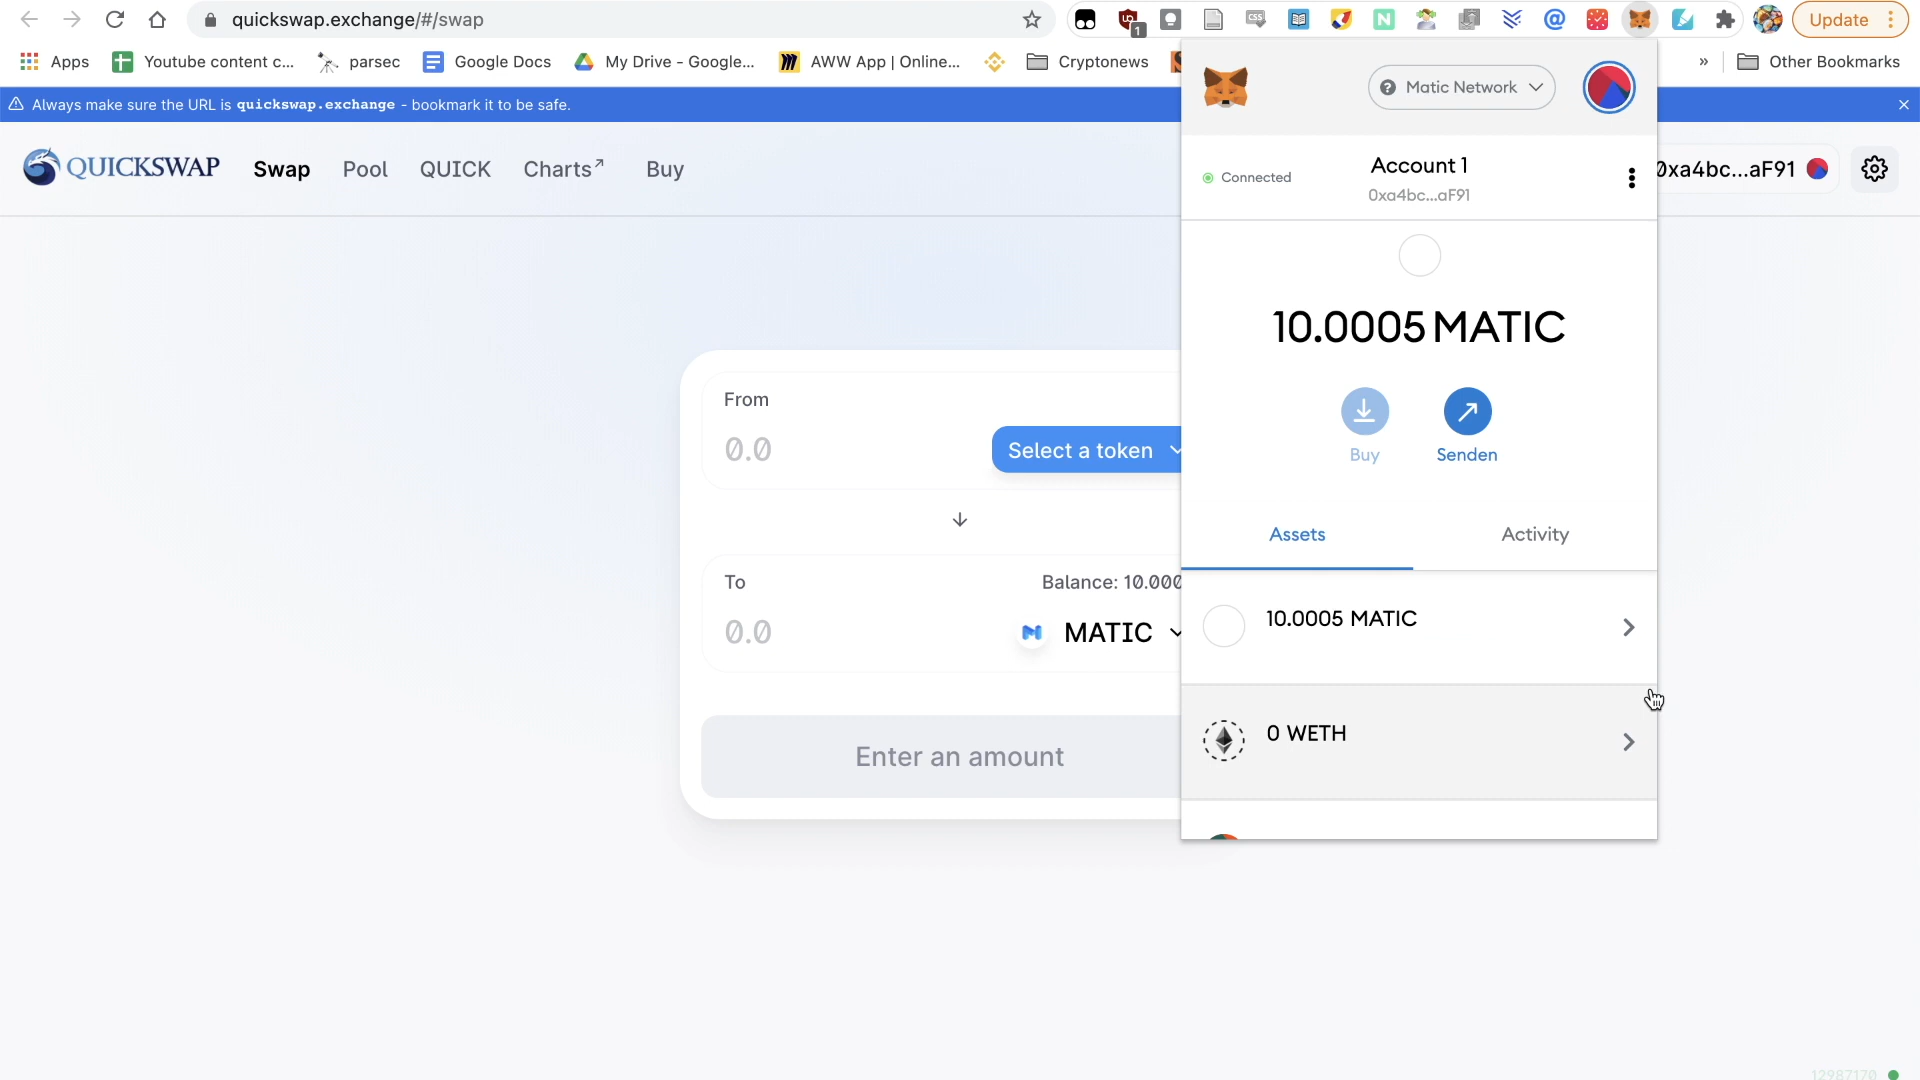 quickswap.exchange/#/swap
1
Update
Apps
Youtube content c...
parsec
Google Docs
My Drive - Google...
AWW App | Online...
Cryptonews
»
Other Bookmarks
Always make sure the URL is quickswap.exchange - bookmark it to be safe.
QUICKSWAP
Swap
Pool
QUICK
Charts↗
Buy
0xa4bc...aF91
From
0.0
Select a token
To
Balance: 10.000
0.0
MATIC
Enter an amount
Matic Network
Connected
Account 1
0xa4bc...aF91
10.0005 MATIC
Buy
Senden
Assets
Activity
10.0005 MATIC
0 WETH
12987170